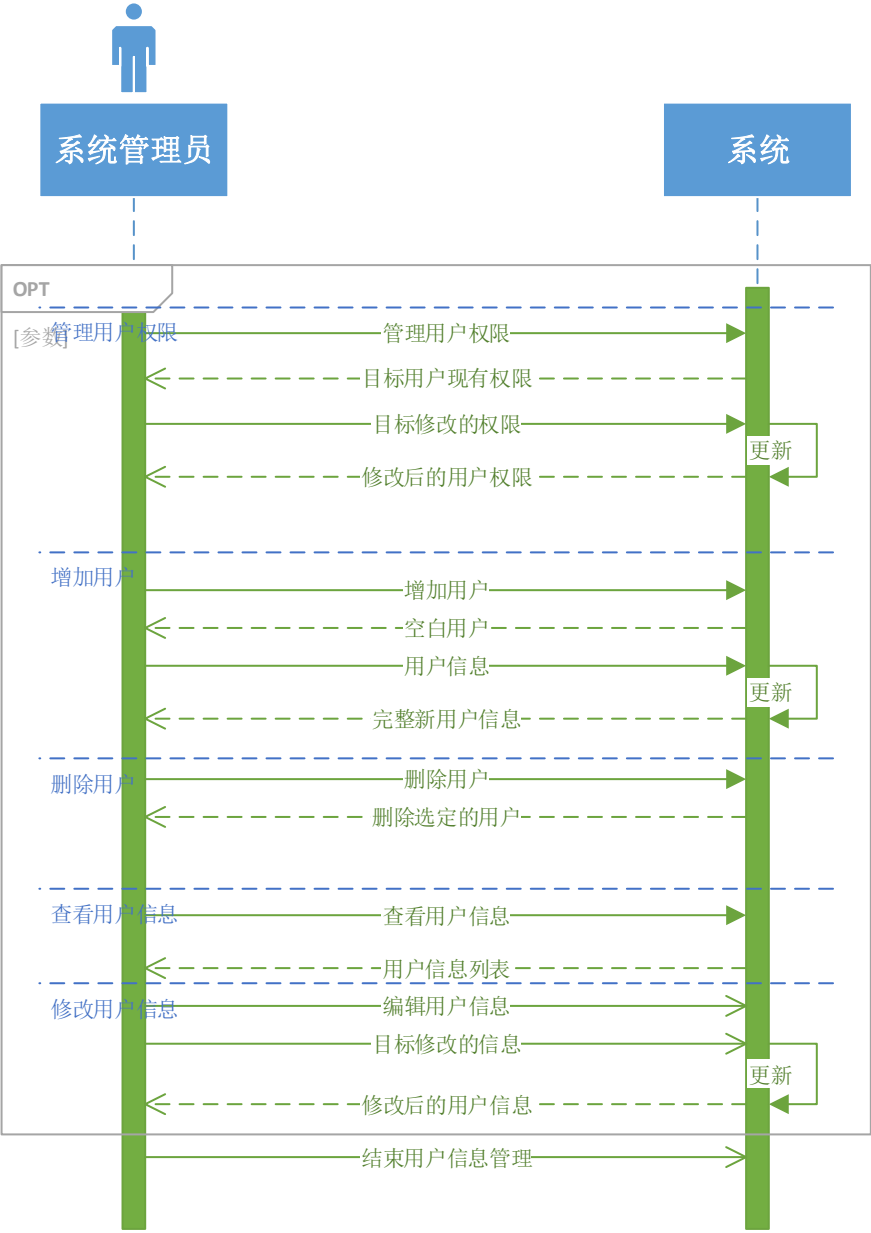 系统管理员
系统
OPT
[参数]
管理用户权限
管理用户权限
目标用户现有权限
目标修改的权限
更新
修改后的用户权限
增加用户
增加用户
空白用户
用户信息
更新
完整新用户信息
删除用户
删除用户
删除选定的用户
查看用户信息
查看用户信息
用户信息列表
修改用户信息
编辑用户信息
目标修改的信息
更新
修改后的用户信息
结束用户信息管理